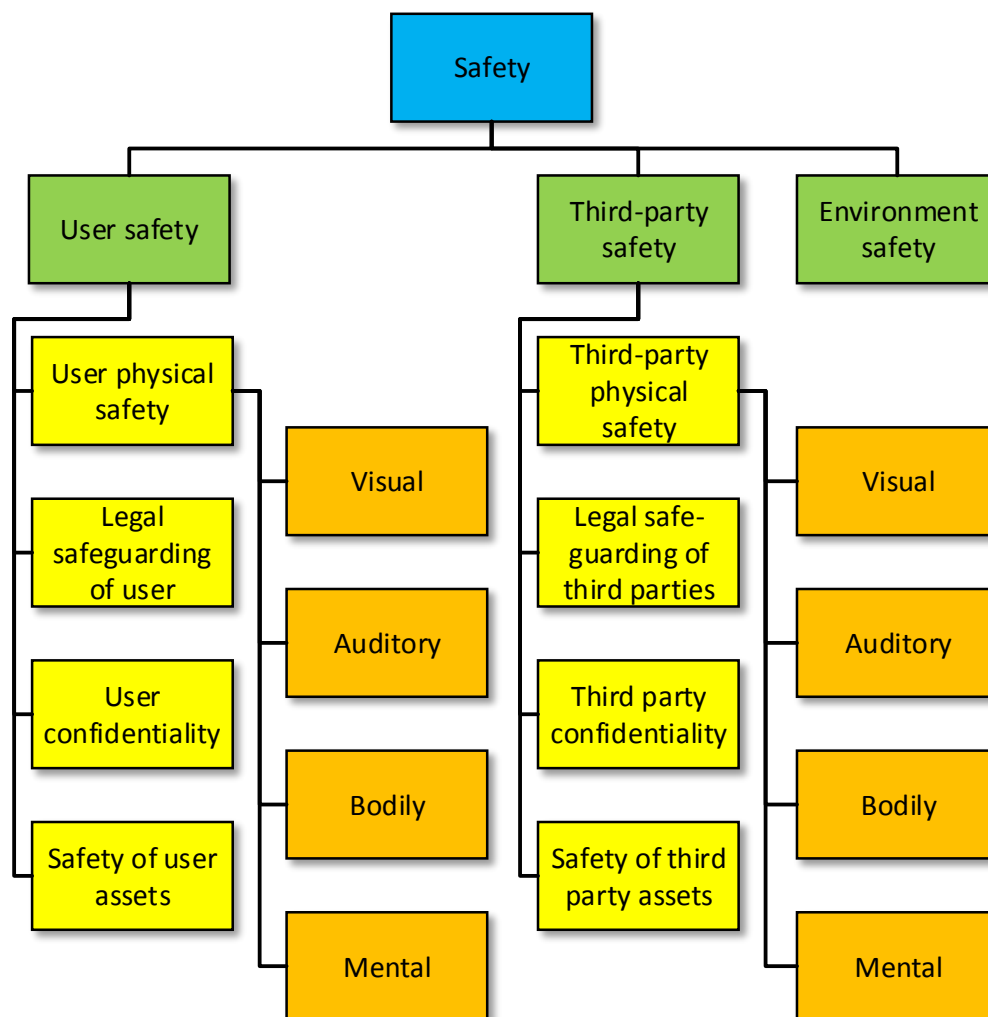 Safety
User safety
Third-party
safety
Environment
safety
User physical
safety
Legal
safeguarding
of user
User
confidentiality
Safety of user
assets
Visual
Auditory
Bodily
Mental
Third-party
physical
safety
Legal safe-
guarding of
third parties
Third party
confidentiality
Safety of third
party assets
Visual
Auditory
Bodily
Mental